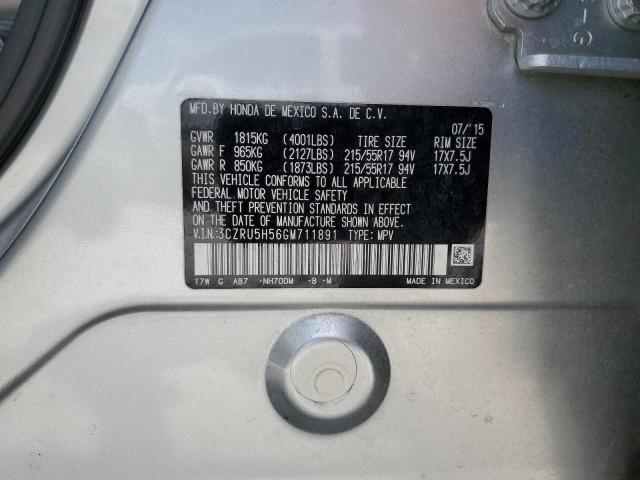 MFD.BY HONDA DE MEXICO S.A. DE C.V.
07/'15
GVWR 1815KG (4001LBS) TIRE SIZE RIM SIZE
GAWR F 965KG (2127LBS) 215/55R17 94V 17X7.5J
GAWR R 850KG (1873LBS) 215/55R17 94V 17X7.5J
THIS VEHICLE CONFORMS TO ALL APPLICABLE
FEDERAL MOTOR VEHICLE SAFETY
AND THEFT PREVENTION STANDARDS IN EFFECT
ON THE DATE OF MANUFACTURE SHOWN ABOVE.
V.I.N:3CZRU5H56GM711891 TYPE: MPV
T7W G AB7 -NH700M -B -M MADE IN MEXICO